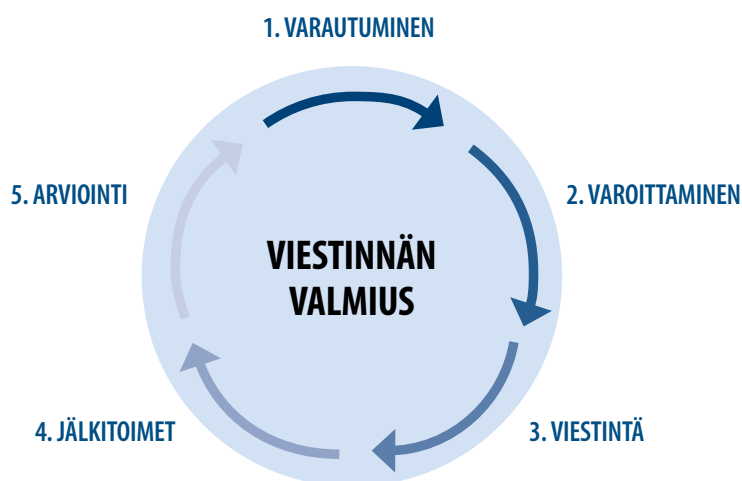 1. VARAUTUMINEN
2. VAROITTAMINEN
3. VIESTINTÄ
4. JÄLKITOIMET
5. ARVIOINTI
VIESTINNÄN
VALMIUS